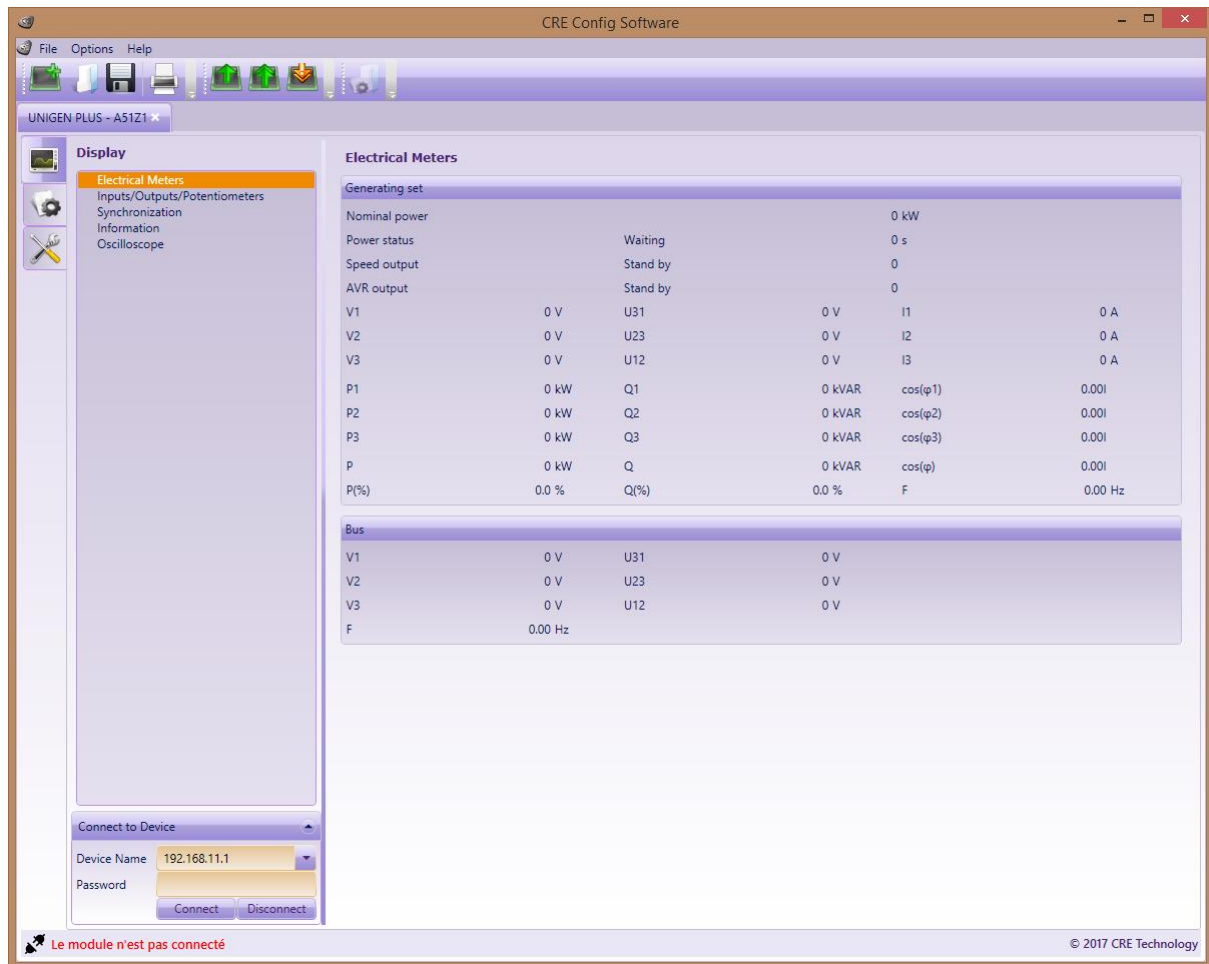 CRE Config Software
File Options Help
UNIGEN PLUS - A51Z1
Display
Electrical Meters
Inputs/Outputs/Potentiometers
Synchronization
Information
Oscilloscope
Electrical Meters
Generating set
Nominal power 0 kW
Power status Waiting 0 s
Speed output Stand by 0
AVR output Stand by 0
V1 0 V U31 0 V I1 0 A
V2 0 V U23 0 V I2 0 A
V3 0 V U12 0 V I3 0 A
P1 0 kW Q1 0 kVAR cos(φ1) 0.00I
P2 0 kW Q2 0 kVAR cos(φ2) 0.00I
P3 0 kW Q3 0 kVAR cos(φ3) 0.00I
P 0 kW Q 0 kVAR cos(φ) 0.00I
P(%) 0.0 % Q(%) 0.0 % F 0.00 Hz
Bus
V1 0 V U31 0 V
V2 0 V U23 0 V
V3 0 V U12 0 V
F 0.00 Hz
Connect to Device
Device Name 192.168.11.1
Password
Connect Disconnect
Le module n'est pas connecté
© 2017 CRE Technology